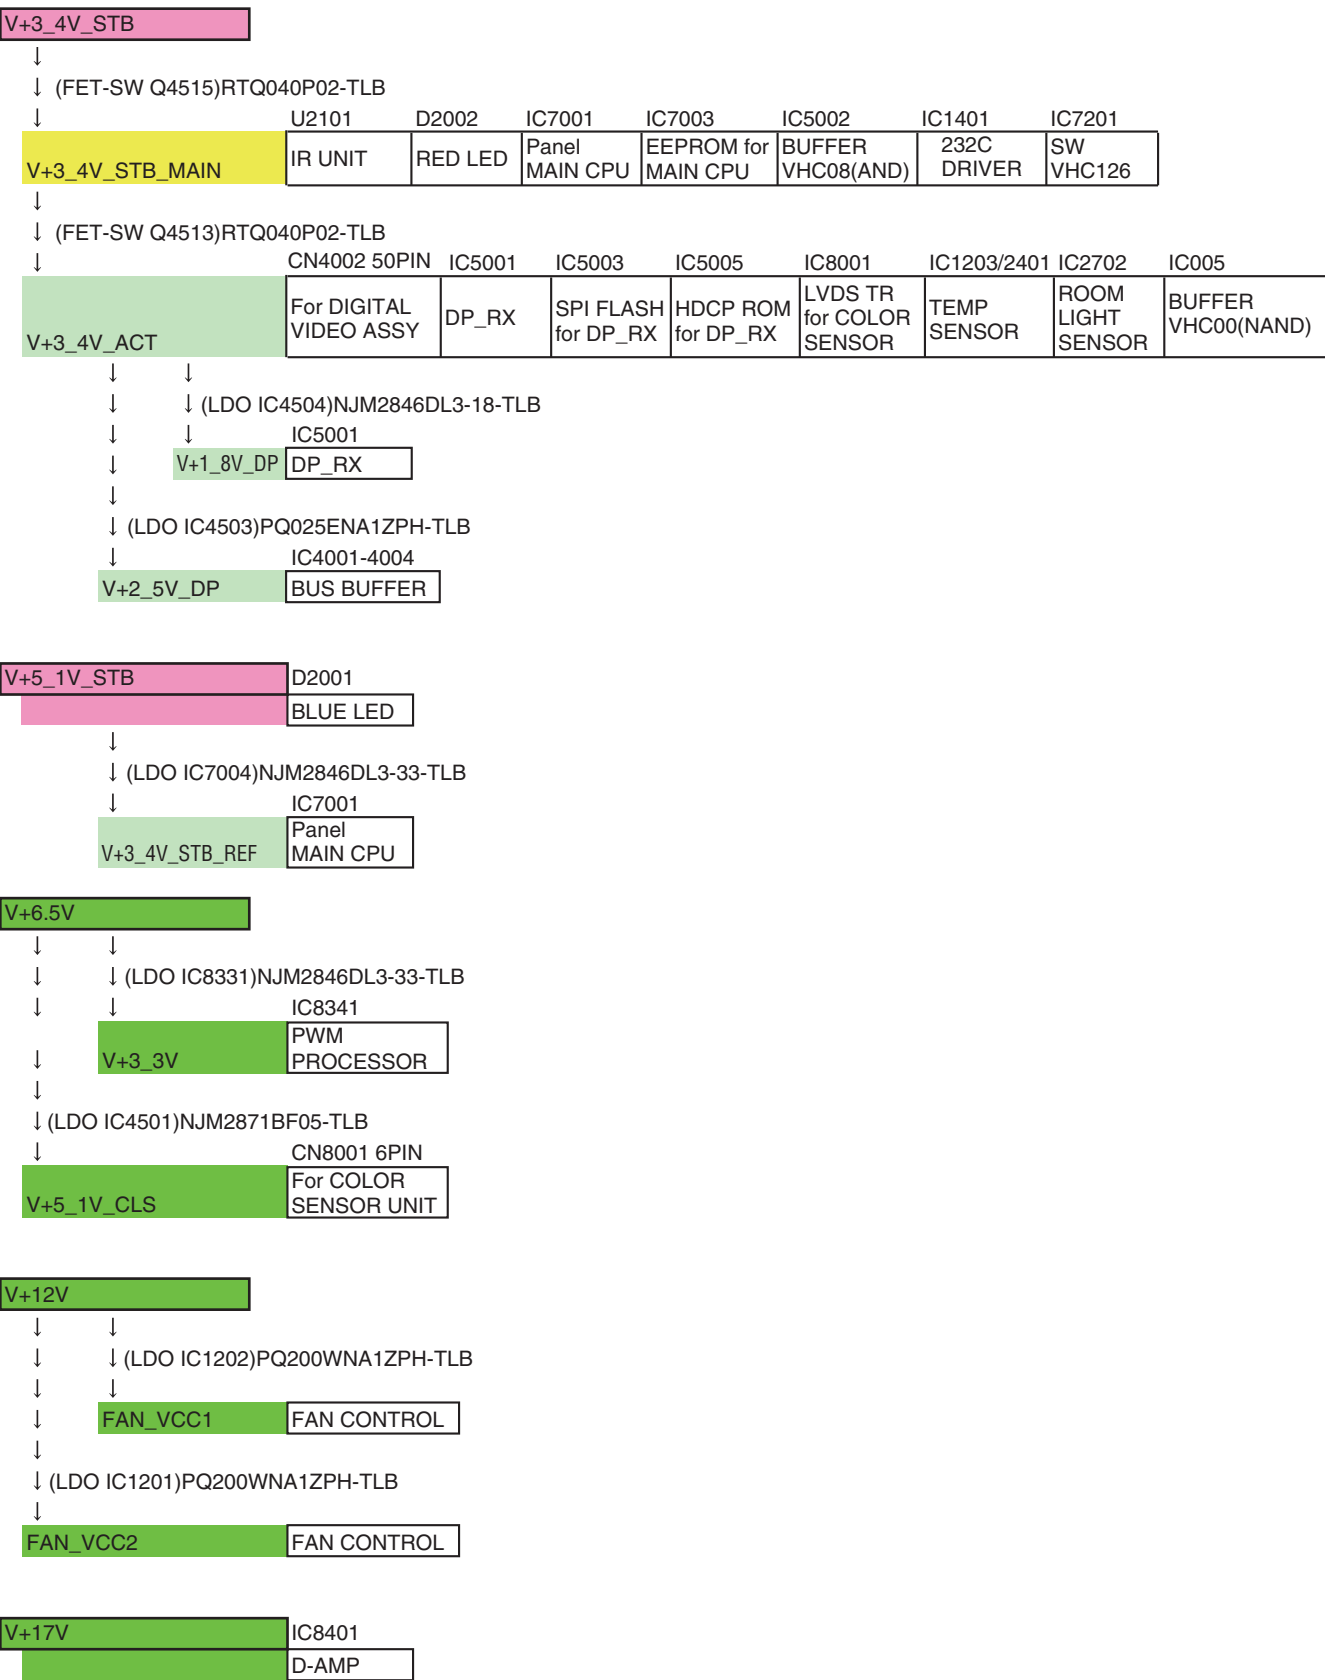 V+3_4V_STB
↓
↓ (FET-SW Q4515)RTQ040P02-TLB
↓ U2101 D2002 IC7001 IC7003 IC5002 IC1401 IC7201
V+3_4V_STB_MAIN
IR UNIT
RED LED
Panel
MAIN CPU
EEPROM for
MAIN CPU
BUFFER
VHC08(AND)
232C
DRIVER
SW
VHC126
↓
↓ (FET-SW Q4513)RTQ040P02-TLB
↓ CN4002 50PIN IC5001 IC5003 IC5005 IC8001 IC1203/2401 IC2702 IC005
V+3_4V_ACT
For DIGITAL
VIDEO ASSY
DP_RX
SPI FLASH
for DP_RX
HDCP ROM
for DP_RX
LVDS TR
for COLOR
SENSOR
TEMP
SENSOR
ROOM
LIGHT
SENSOR
BUFFER
VHC00(NAND)
↓ ↓
↓ ↓ (LDO IC4504)NJM2846DL3-18-TLB
↓ ↓ IC5001
↓ V+1_8V_DP DP_RX
↓
↓ (LDO IC4503)PQ025ENA1ZPH-TLB
↓ IC4001-4004
V+2_5V_DP BUS BUFFER
V+5_1V_STB D2001
BLUE LED
↓
↓ (LDO IC7004)NJM2846DL3-33-TLB
↓ IC7001
V+3_4V_STB_REF
Panel
MAIN CPU
V+6.5V
↓ ↓
↓ ↓ (LDO IC8331)NJM2846DL3-33-TLB
↓ ↓ IC8341
PWM
↓ V+3_3V PROCESSOR
↓
↓ (LDO IC4501)NJM2871BF05-TLB
↓ CN8001 6PIN
For COLOR
V+5_1V_CLS SENSOR UNIT
V+12V
↓ ↓
↓ ↓ (LDO IC1202)PQ200WNA1ZPH-TLB
↓ ↓
↓ FAN_VCC1 FAN CONTROL
↓
↓ (LDO IC1201)PQ200WNA1ZPH-TLB
↓
FAN_VCC2 FAN CONTROL
V+17V IC8401
D-AMP